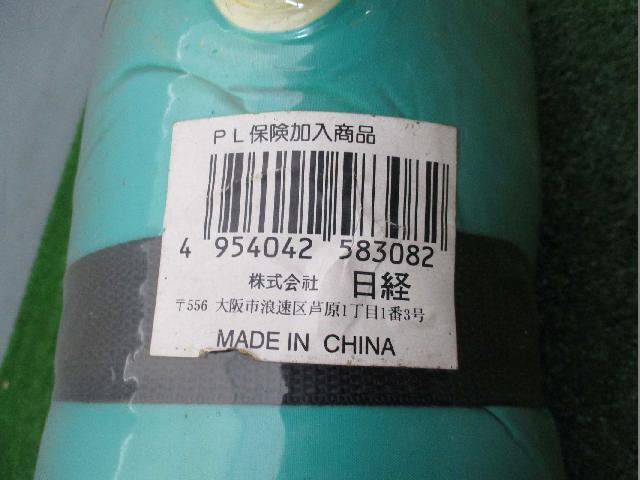 PL保険加入商品
4 954042 583082
株式会社 日経
〒556 大阪市浪速区芦原1丁目1番3号
MADE IN CHINA